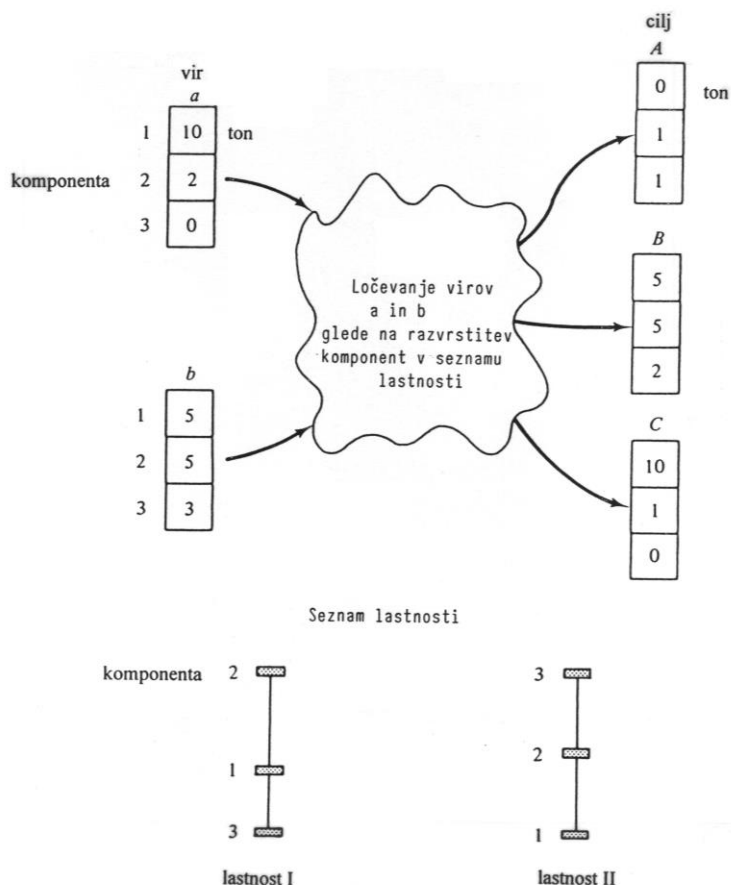 vir
a
1 10 ton
komponenta 2 2
3 0
b
1 5
2 5
3 3
Ločevanje virov
a in b
glede na razvrstitev
komponent v seznamu
lastnosti
cilj
A
0 ton
1
1
B
5
5
2
C
10
1
0
Seznam lastnosti
komponenta 2
1
3
lastnost I
3
2
1
lastnost II